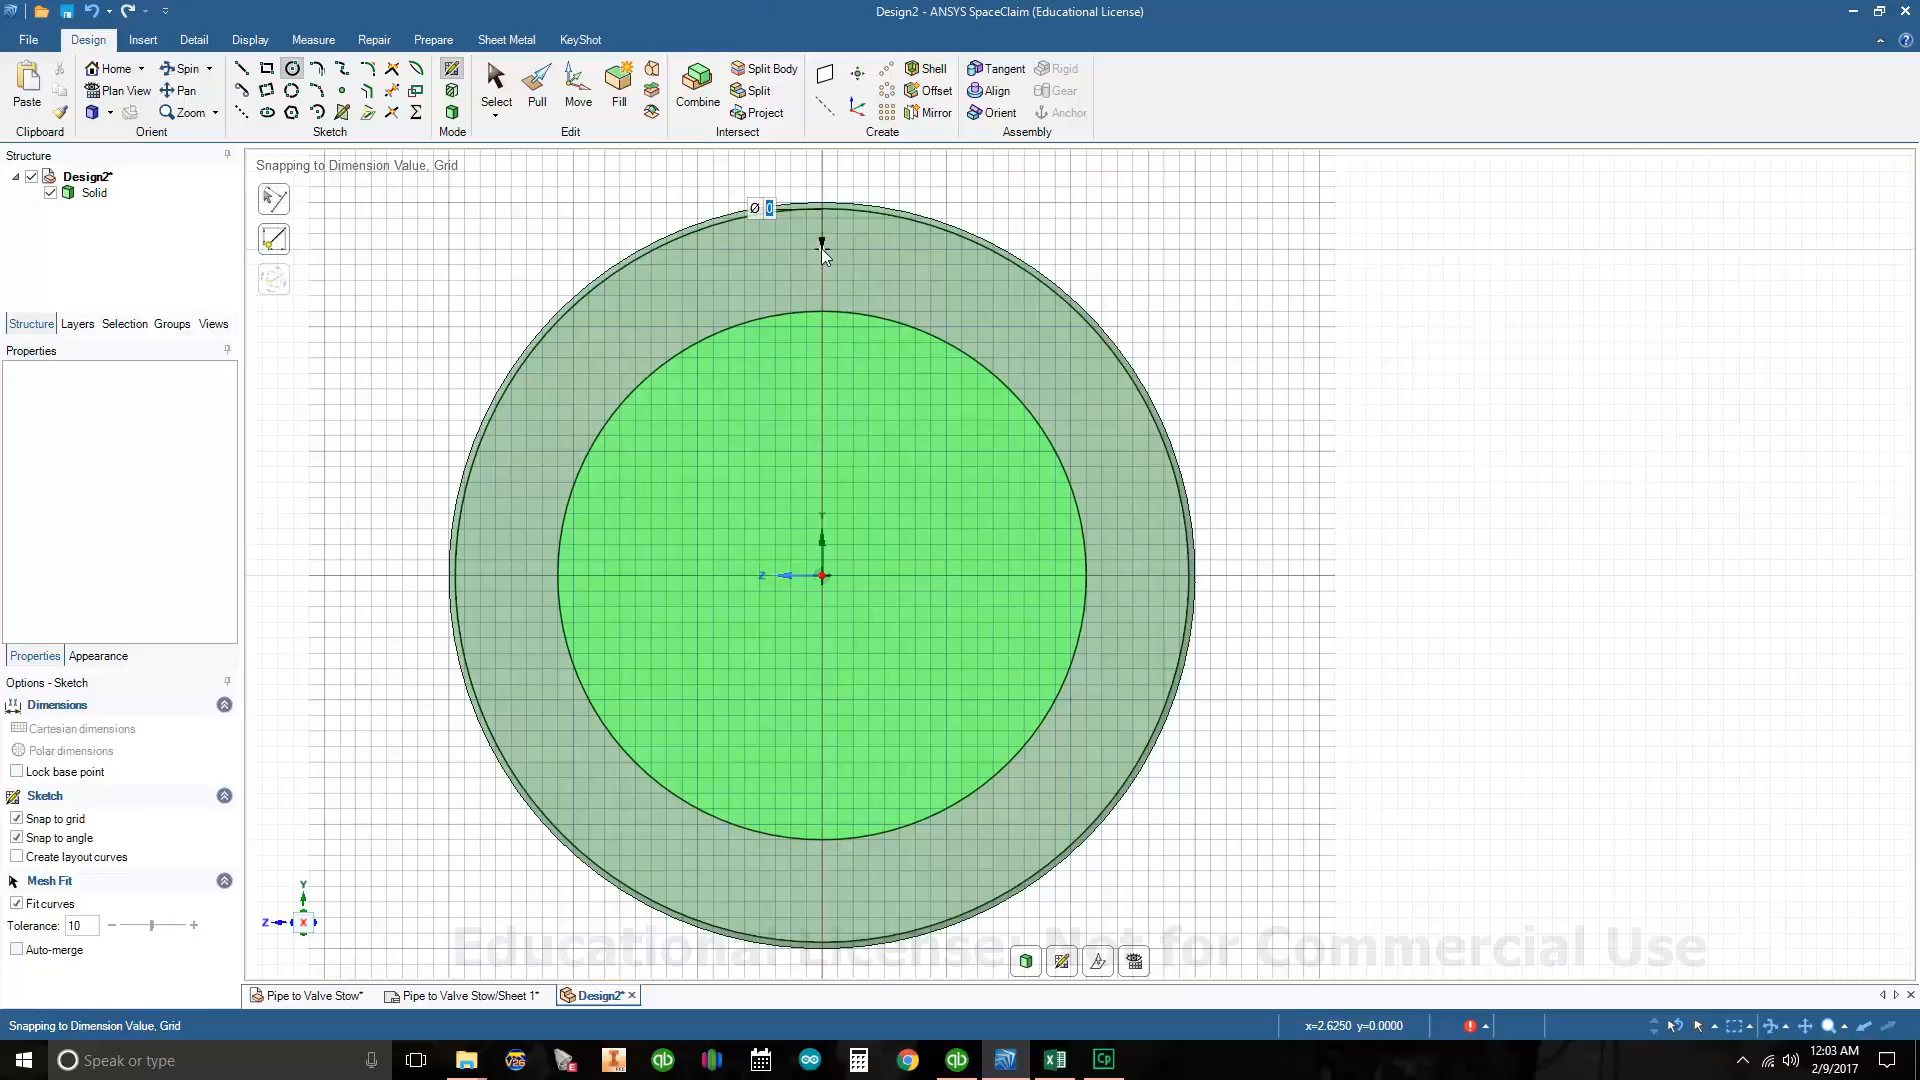 Design2 - ANSYS SpaceClaim (Educational License)
File Design Insert Detail Display Measure Repair Prepare Sheet Metal KeyShot
Home Spin Split Body Shell Tangent Rigid
Paste Plan View Pan Select Pull Move Fill Combine Split Offset Align Gear
Zoom Project Mirror Orient Anchor
Clipboard Orient Sketch Mode Edit Intersect Create Assembly
Structure
Design2*
Solid
Snapping to Dimension Value, Grid
Ø 0
Y
Z
Structure Layers Selection Groups Views
Properties
Properties Appearance
Options - Sketch
Dimensions
Cartesian dimensions
Polar dimensions
Lock base point
Sketch
Snap to grid
Snap to angle
Create layout curves
Mesh Fit
Fit curves
Tolerance: 10
Auto-merge
Y
Z X
Educational License. Not for Commercial Use
Pipe to Valve Stow* Pipe to Valve Stow/Sheet 1* Design2*
Snapping to Dimension Value, Grid x=2.6250 y=0.0000
Speak or type
12:03 AM
2/9/2017